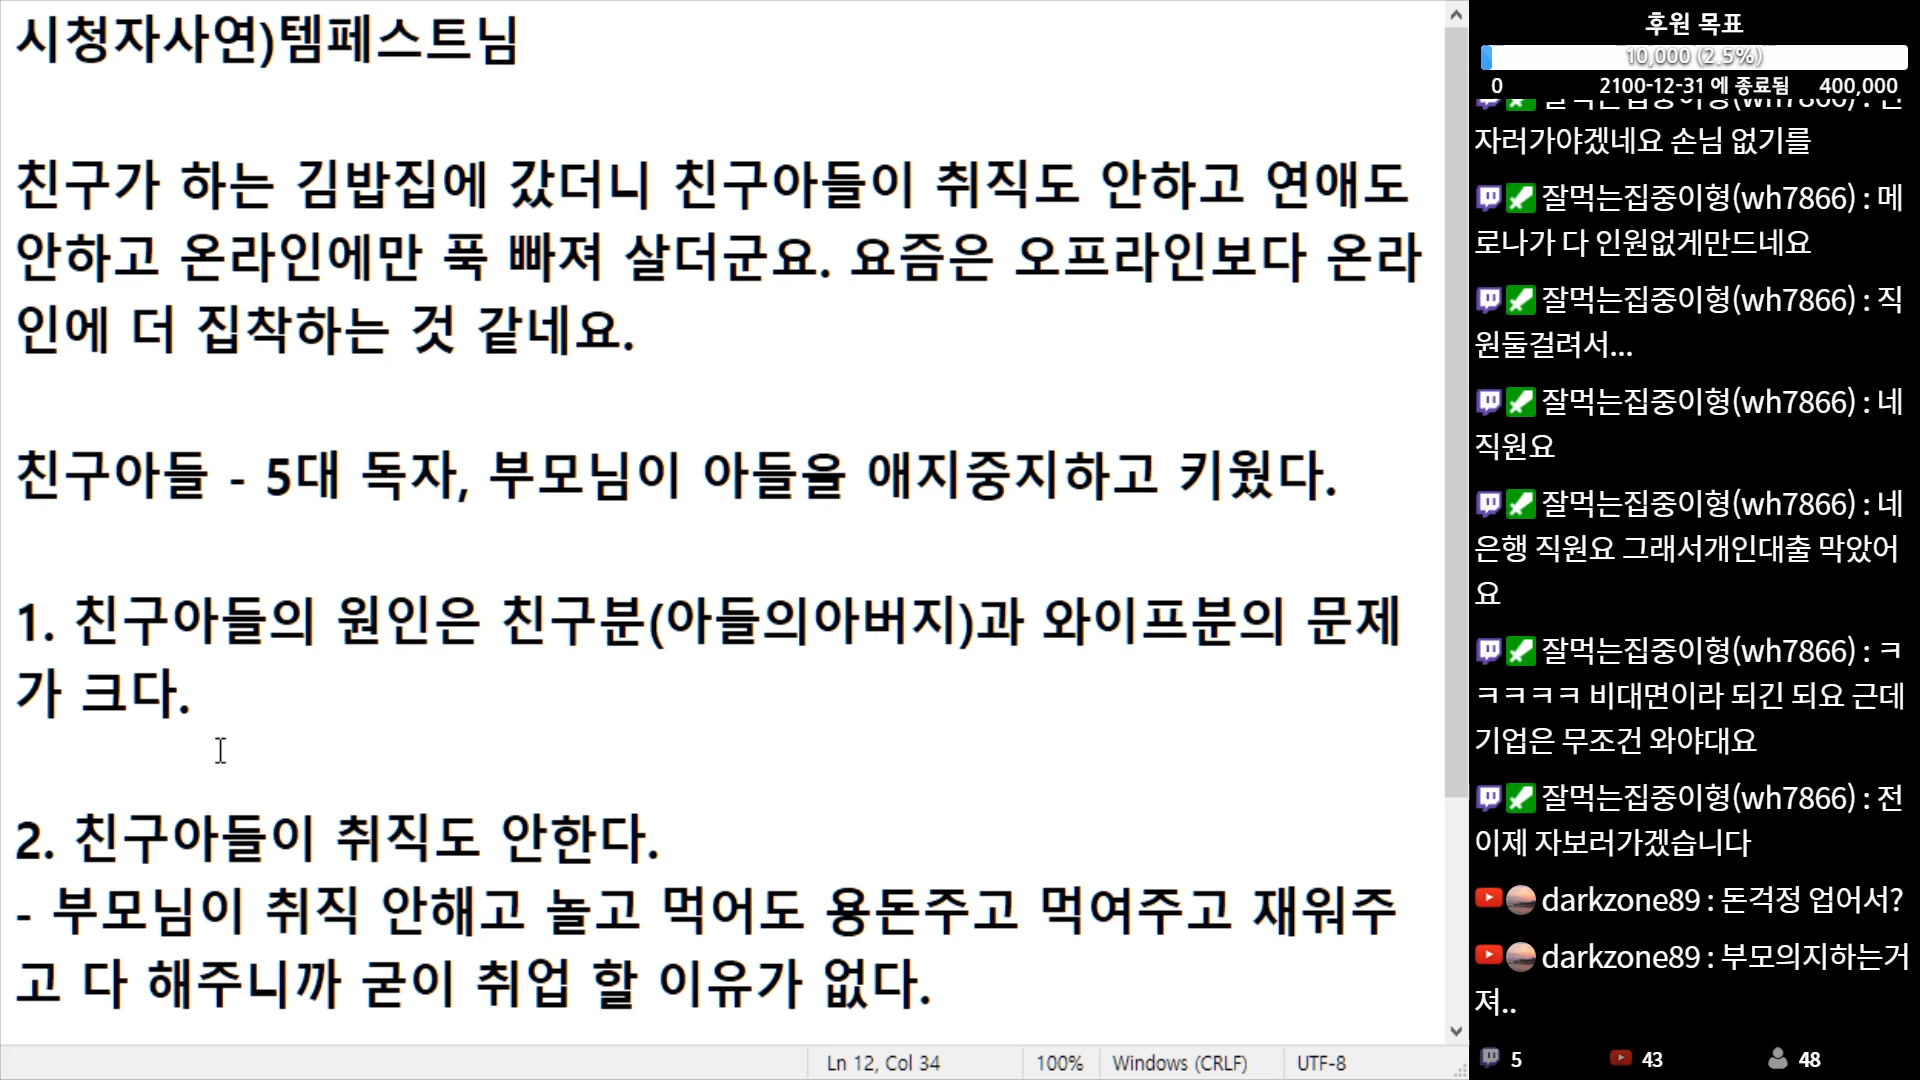 시청자사연)템페스트님
친구가 하는 김밥집에 갔더니 친구아들이 취직도 안하고 연애도
안하고 온라인에만 푹 빠져 살더군요. 요즘은 오프라인보다 온라
인에 더 집착하는 것 같네요.
친구아들 - 5대 독자, 부모님이 아들을 애지중지하고 키웠다.
1. 친구아들의 원인은 친구분(아들의아버지)과 와이프분의 문제
가 크다.
2. 친구아들이 취직도 안한다.
- 부모님이 취직 안해고 놀고 먹어도 용돈주고 먹여주고 재워주
고 다 해주니까 굳이 취업 할 이유가 없다.
Ln 12, Col 34
100%
Windows (CRLF)
UTF-8
후원 목표
10,000 (2.5%)
0
2100-12-31 에 종료됨
400,000
잘먹는집중이형(wh7866) : 전
자러가야겠네요 손님 없기를
잘먹는집중이형(wh7866) : 메
로나가 다 인원없게만드네요
잘먹는집중이형(wh7866) : 직
원둘걸려서...
잘먹는집중이형(wh7866) : 네
직원요
잘먹는집중이형(wh7866) : 네
은행 직원요 그래서개인대출 막았어
요
잘먹는집중이형(wh7866) : ㅋ
ㅋㅋㅋㅋ 비대면이라 되긴 되요 근데
기업은 무조건 와야대요
잘먹는집중이형(wh7866) : 전
이제 자보러가겠습니다
darkzone89 : 돈걱정 업어서?
darkzone89 : 부모의지하는거
져..
5
43
48